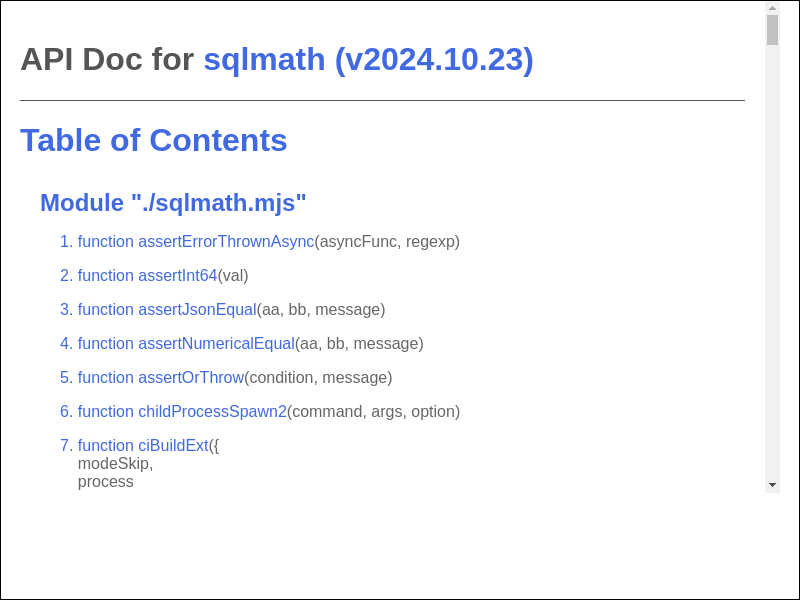 API Doc for sqlmath (v2024.10.23)
Table of Contents
Module "./sqlmath.mjs"
1. function assertErrorThrownAsync(asyncFunc, regexp)
2. function assertInt64(val)
3. function assertJsonEqual(aa, bb, message)
4. function assertNumericalEqual(aa, bb, message)
5. function assertOrThrow(condition, message)
6. function childProcessSpawn2(command, args, option)
7. function ciBuildExt({
modeSkip,
process